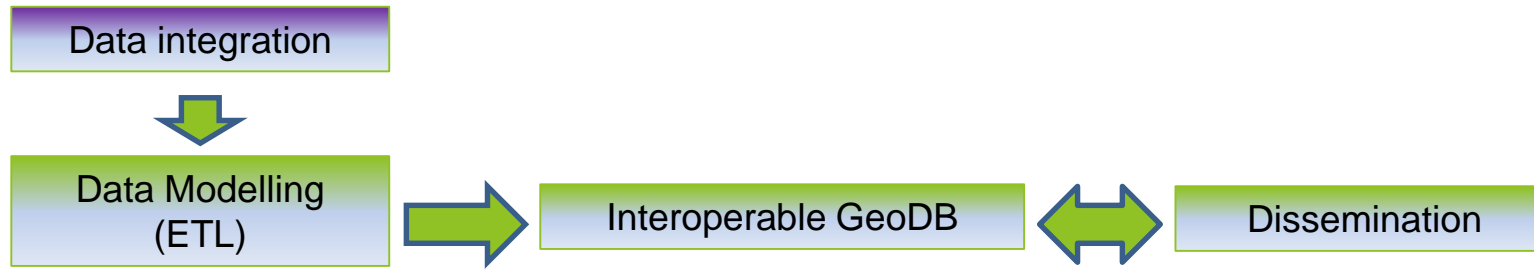 Data integration
Data Modelling
(ETL)
Interoperable GeoDB
Dissemination